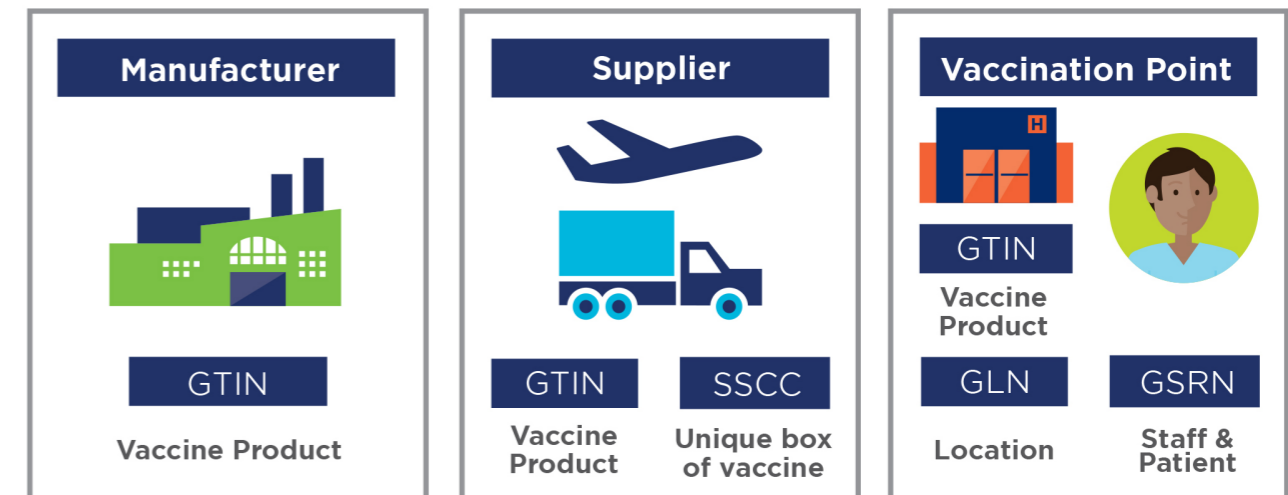 Manufacturer
GTIN
Vaccine Product
Supplier
GTIN
Vaccine
Product
SSCC
Unique box
of vaccine
Vaccination Point
H
GTIN
Vaccine
Product
GLN
Location
GSRN
Staff &
Patient